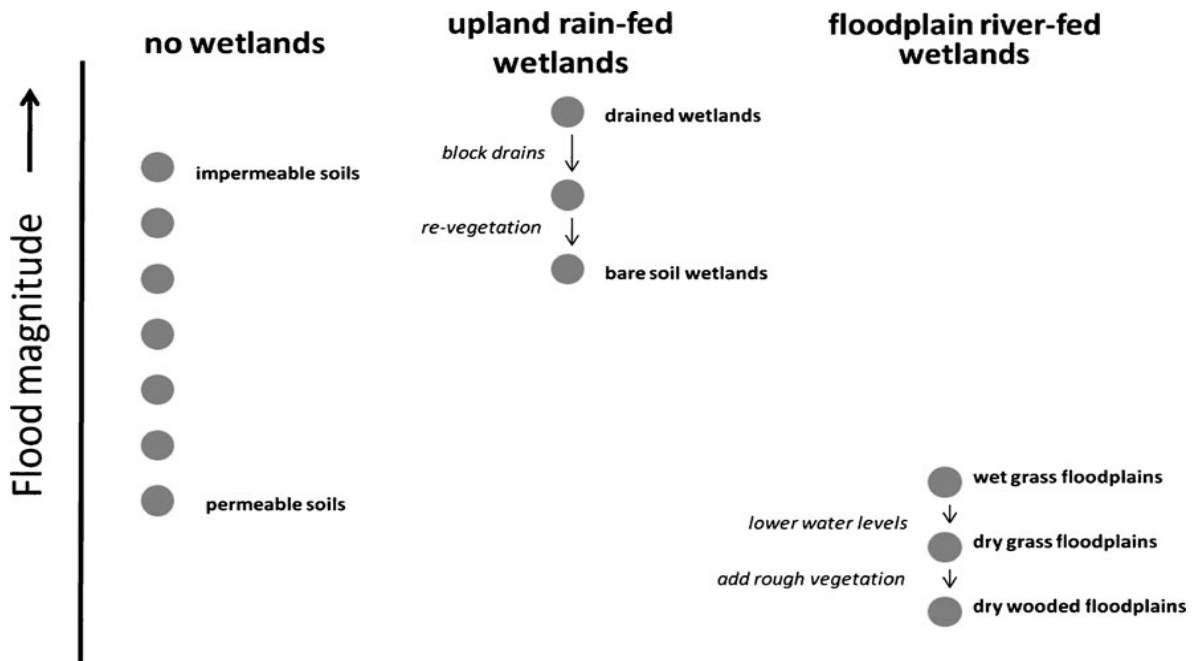 no wetlands
upland rain-fed
wetlands
floodplain river-fed
wetlands
Flood magnitude
impermeable soils
permeable soils
drained wetlands
block drains
re-vegetation
bare soil wetlands
wet grass floodplains
lower water levels
dry grass floodplains
add rough vegetation
dry wooded floodplains